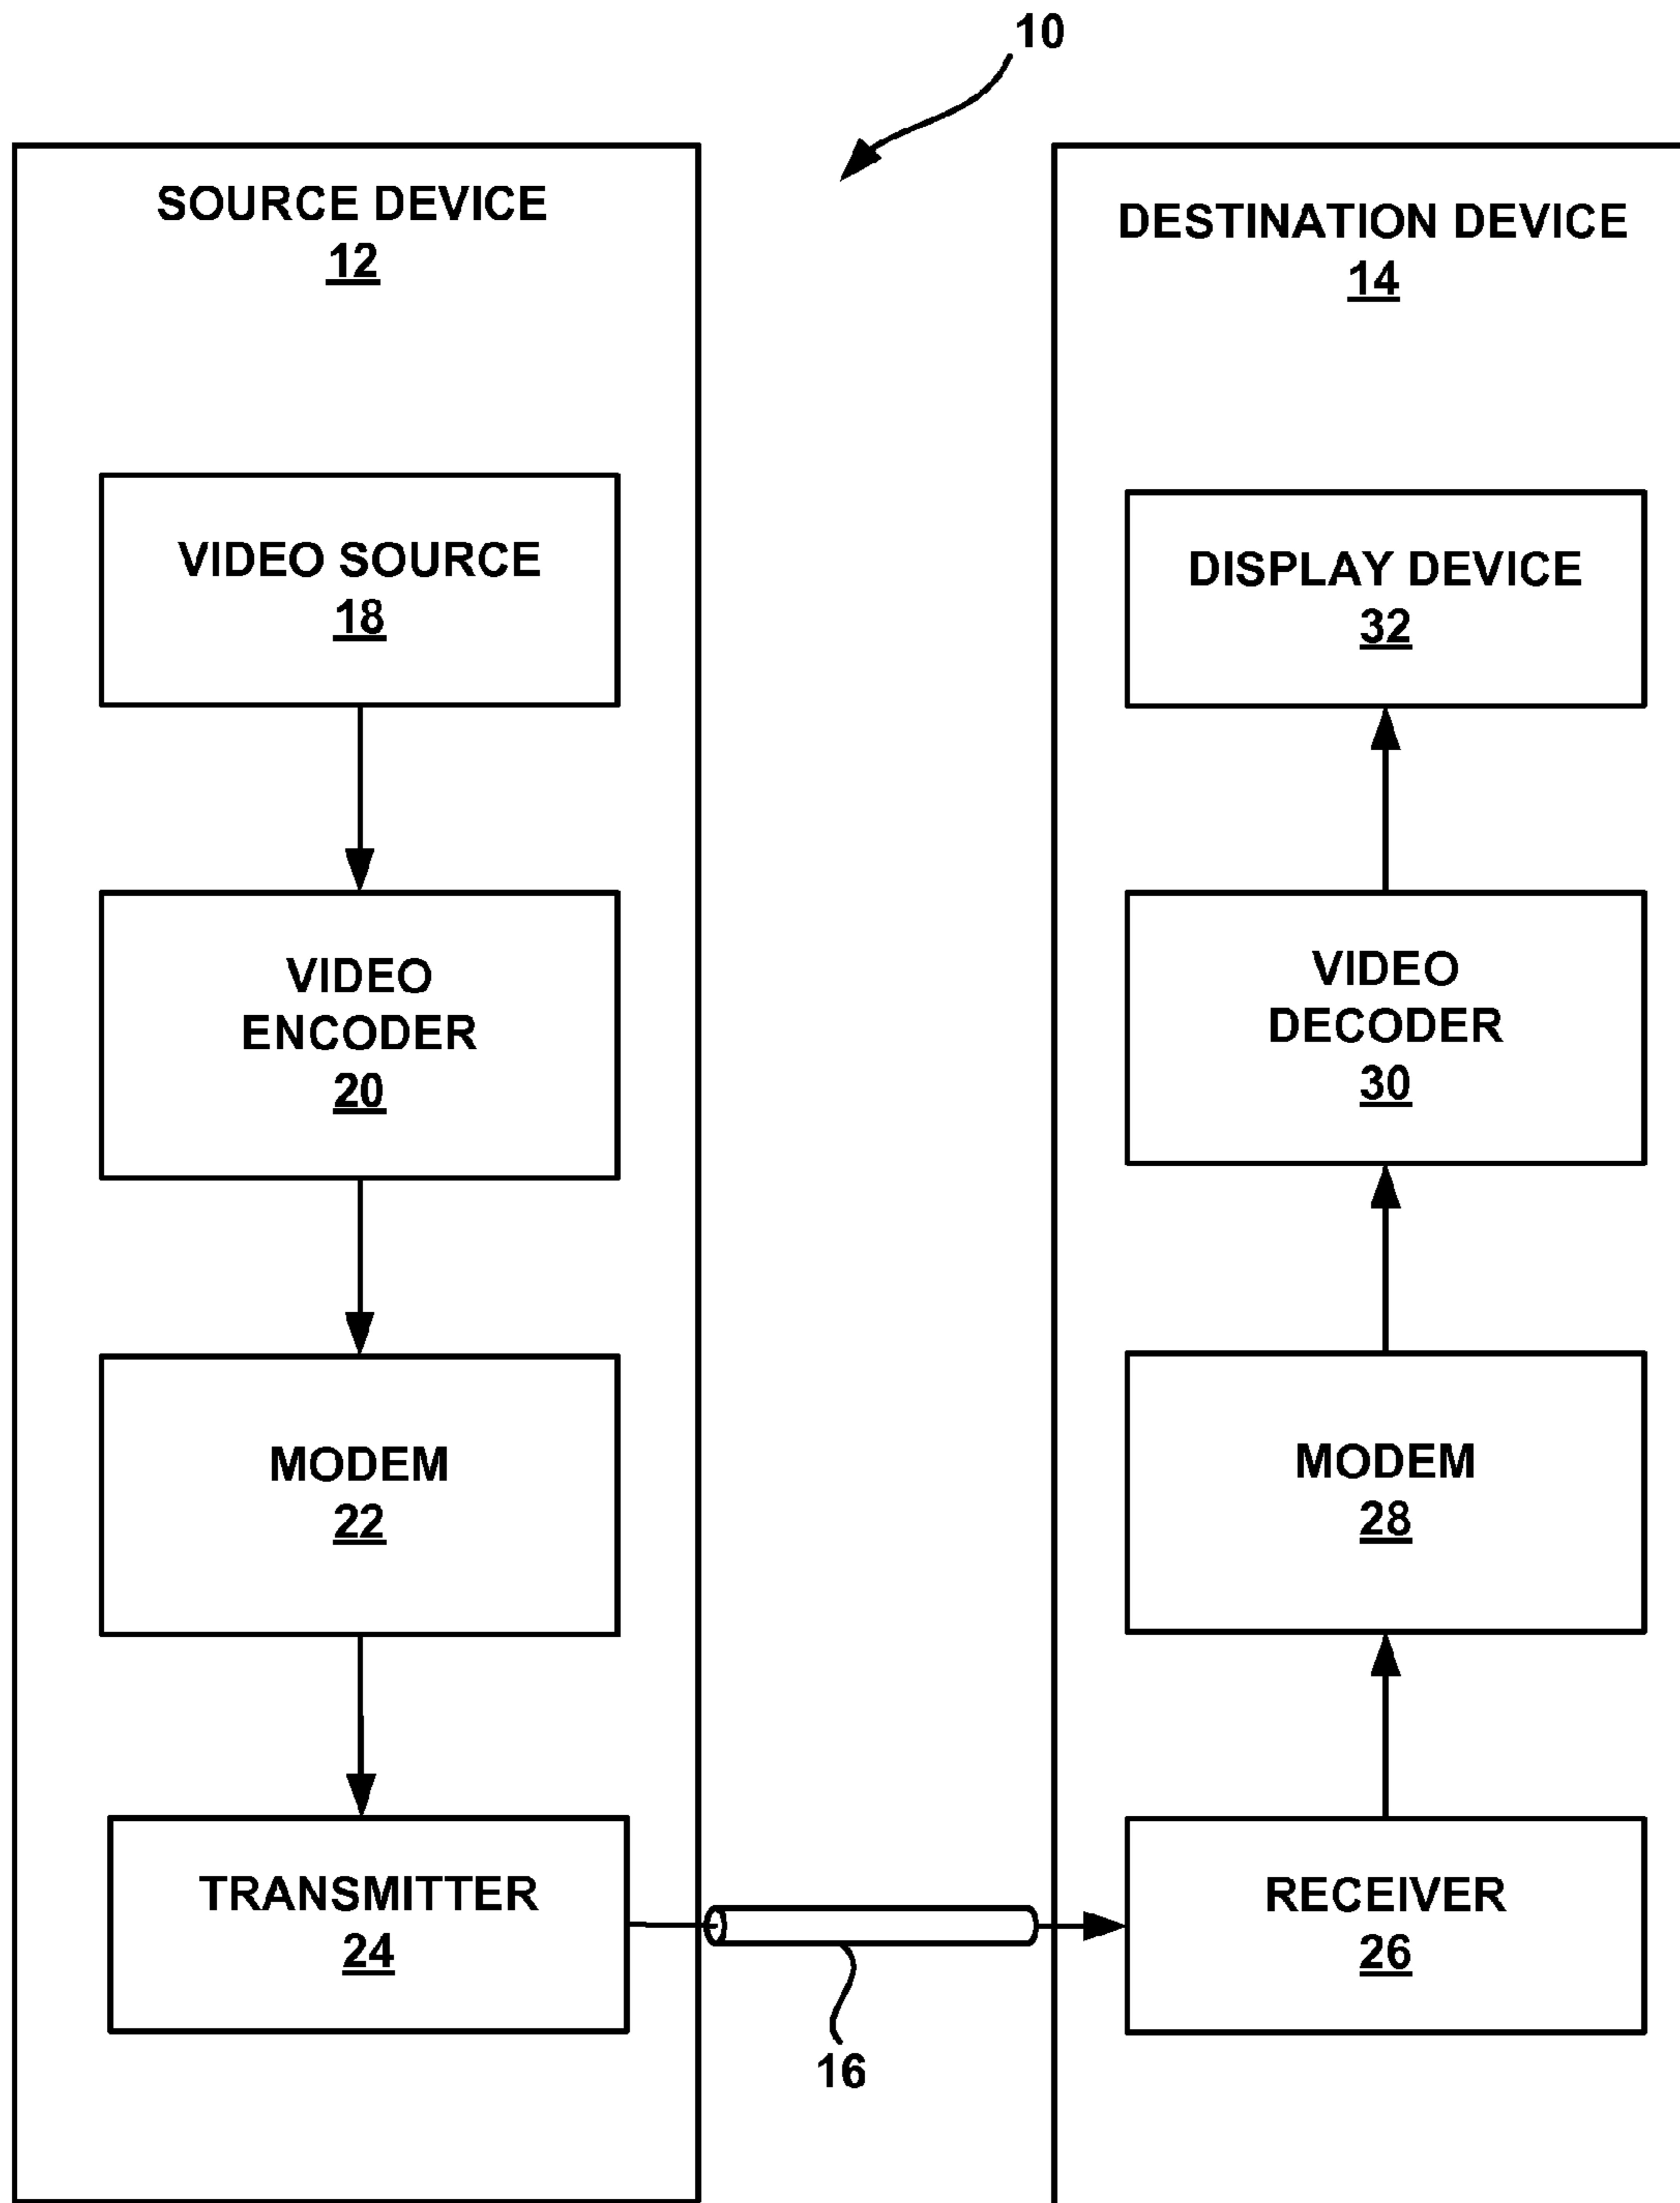 10
SOURCE DEVICE
12
VIDEO SOURCE
18
VIDEO
ENCODER
20
MODEM
22
TRANSMITTER
24
16
DESTINATION DEVICE
14
DISPLAY DEVICE
32
VIDEO
DECODER
30
MODEM
28
RECEIVER
26